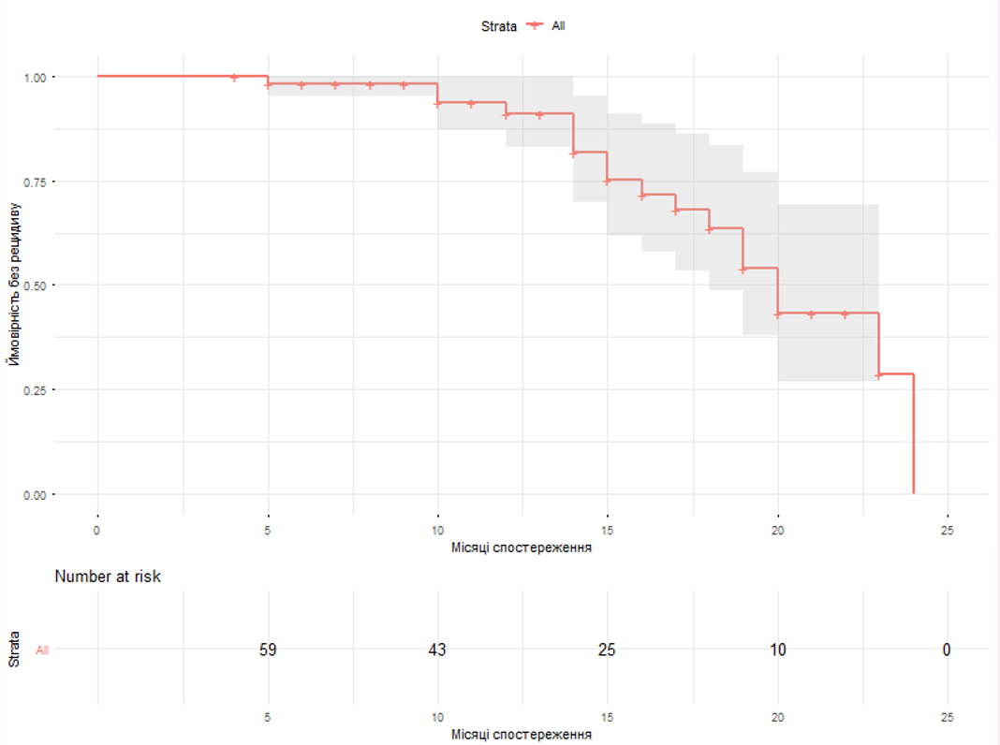 Strata All
1.00
0.75
0.50
0.25
0.00
Ймовірність без рецидиву
0 5 10 15 20 25
Місяці спостереження
Number at risk
Strata
All 59 43 25 10 0
5 10 15 20 25
Місяці спостереження